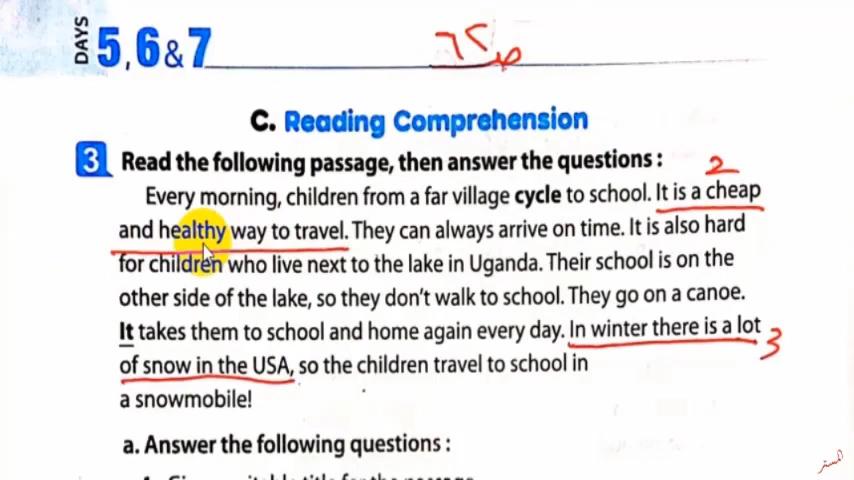 DAYS 5,6&7
C. Reading Comprehension
3 Read the following passage, then answer the questions :
2
Every morning, children from a far village cycle to school. It is a cheap
and healthy way to travel. They can always arrive on time. It is also hard
for children who live next to the lake in Uganda. Their school is on the
other side of the lake, so they don't walk to school. They go on a canoe.
It takes them to school and home again every day. In winter there is a lot
3
of snow in the USA, so the children travel to school in
a snowmobile!
a. Answer the following questions :